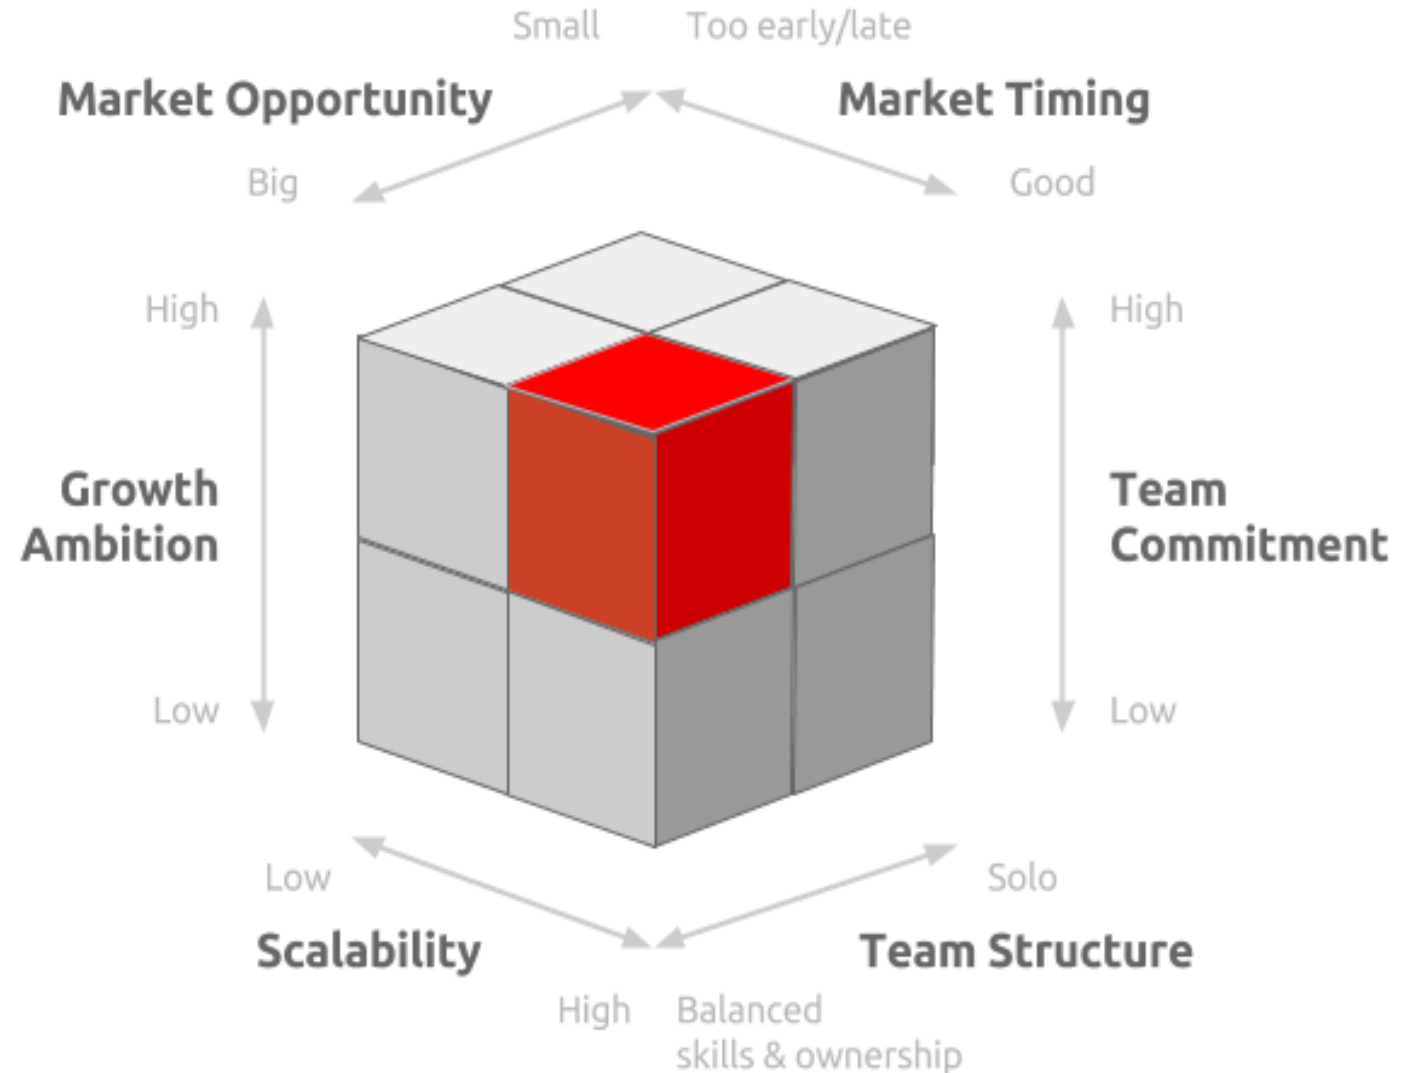 Small
Too early/late
Market Opportunity
Market Timing
Big
Good
High
High
Growth
Ambition
Team
Commitment
Low
Low
Low
Solo
Scalability
Team Structure
High
Balanced
skills & ownership